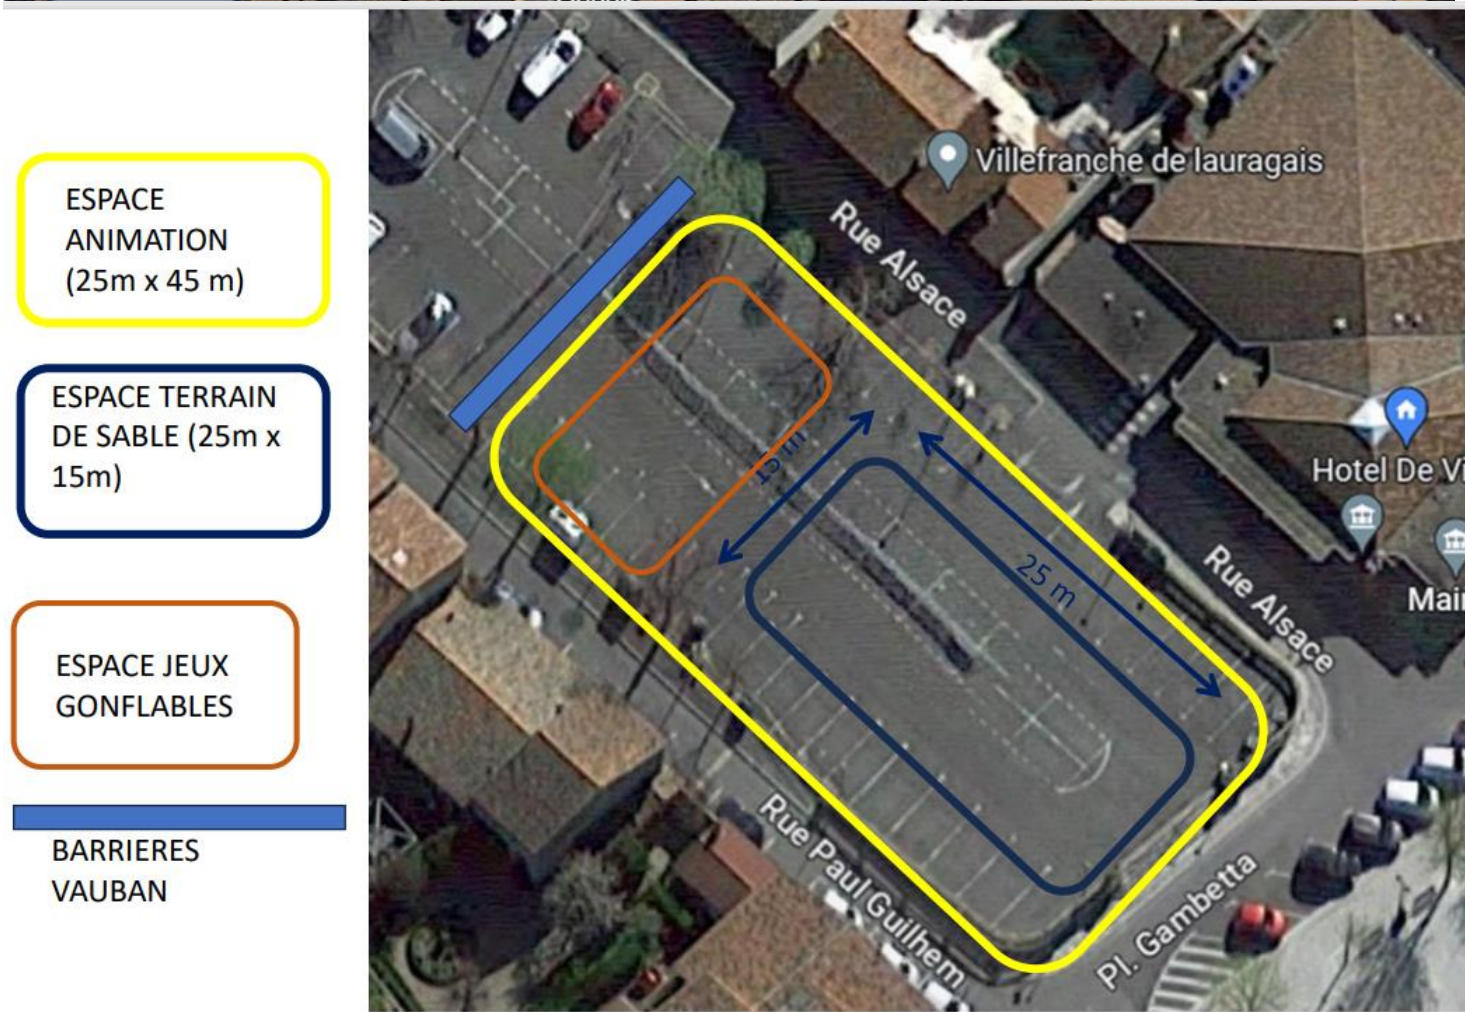 ESPACE
ANIMATION
(25m x 45 m)
ESPACE TERRAIN
DE SABLE (25m x
15m)
ESPACE JEUX
GONFLABLES
BARRIERES
VAUBAN
Villefranche de lauragais
Rue Alsace
15 m
25 m
Hotel De Vi
Rue Alsace
Mair
Rue Paul Guilhem
Pl. Gambetta